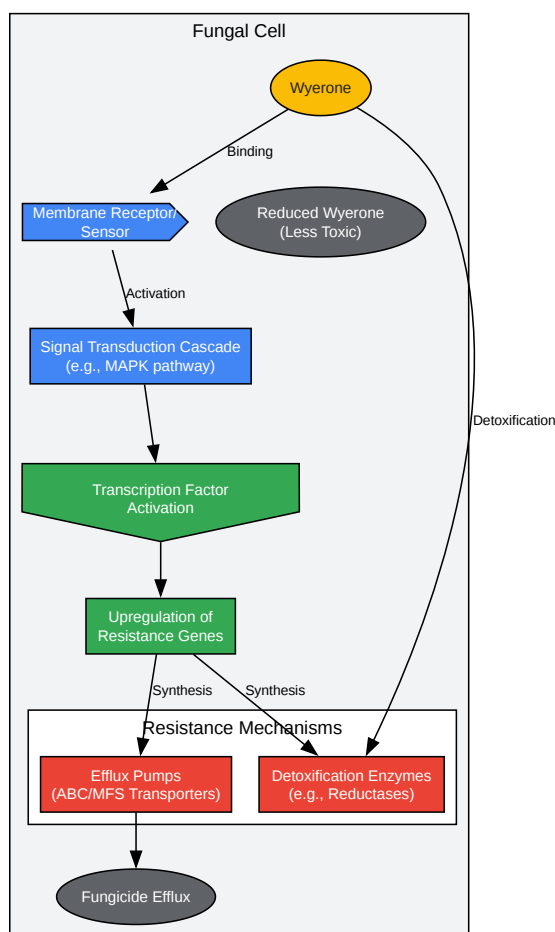 Fungal Cell
Wyerone
Binding
Membrane Receptor/
Sensor
Reduced Wyerone
(Less Toxic)
Activation
Signal Transduction Cascade
(e.g., MAPK pathway)
Detoxification
Transcription Factor
Activation
Upregulation of
Resistance Genes
Synthesis
Synthesis
Resistance Mechanisms
Efflux Pumps
(ABC/MFS Transporters)
Detoxification Enzymes
(e.g., Reductases)
Fungicide Efflux